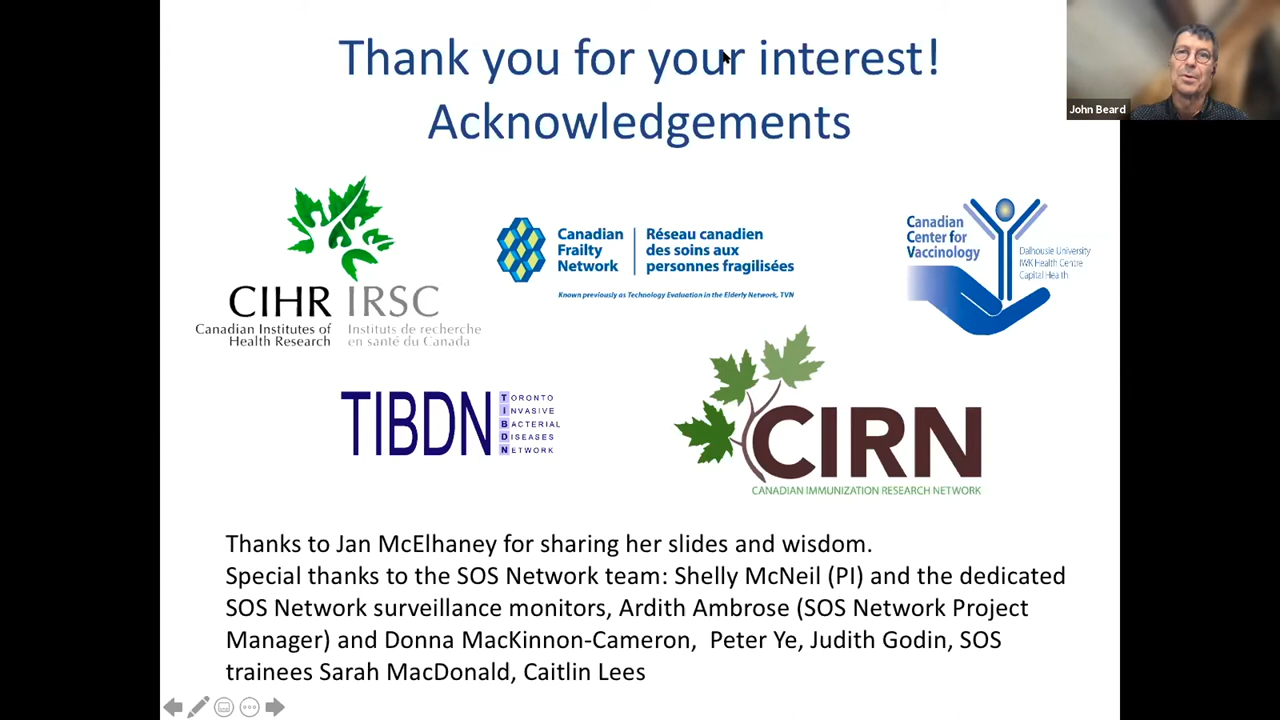 Thank you for your interest!
Acknowledgements
John Beard
CIHR IRSC
Canadian Institutes of Health Research
Instituts de recherche en santé du Canada
Canadian Frailty Network
Réseau canadien des soins aux personnes fragilisées
Known previously as Technology Evaluation in the Elderly Network, TVN
Canadian Center for Vaccinology
Dalhousie University
IWK Health Centre
Capital Health
TIBDN
TORONTO
INVASIVE
BACTERIAL
DISEASES
NETWORK
CIRN
CANADIAN IMMUNIZATION RESEARCH NETWORK
Thanks to Jan McElhaney for sharing her slides and wisdom.
Special thanks to the SOS Network team: Shelly McNeil (PI) and the dedicated
SOS Network surveillance monitors, Ardith Ambrose (SOS Network Project
Manager) and Donna MacKinnon-Cameron, Peter Ye, Judith Godin, SOS
trainees Sarah MacDonald, Caitlin Lees